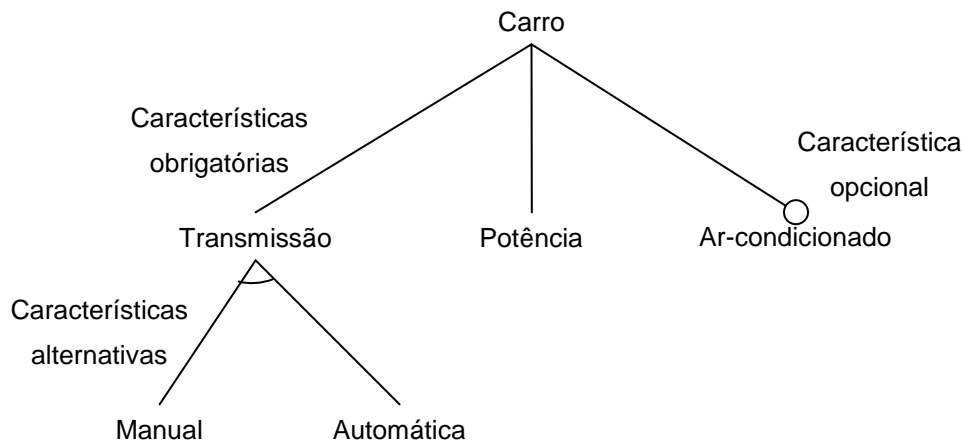 Carro
Características
obrigatórias
Característica
opcional
Transmissão
Potência
Ar-condicionado
Características
alternativas
Manual
Automática